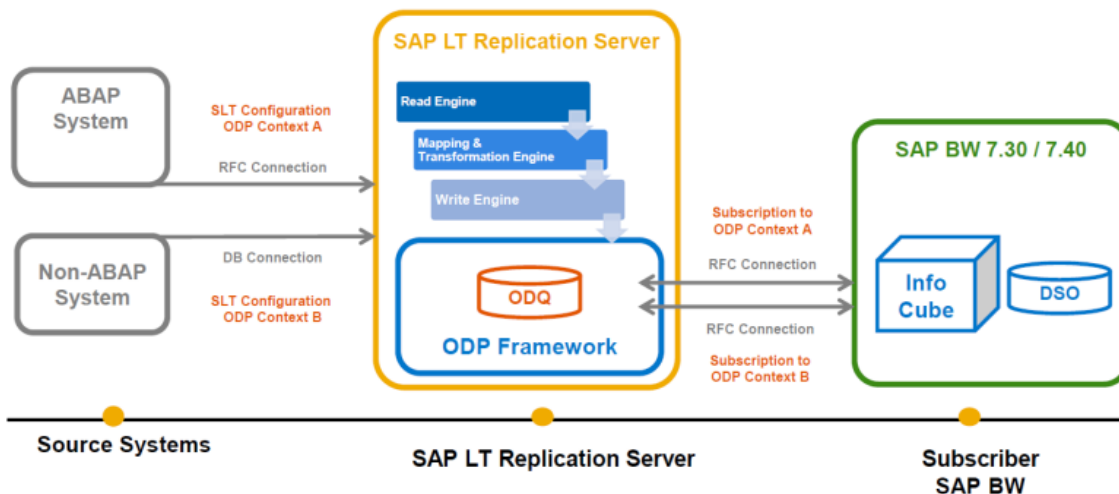 SAP LT Replication Server
ABAP
System
SLT Configuration
ODP Context A
RFC Connection
Read Engine
Mapping &
Transformation Engine
Write Engine
SAP BW 7.30 / 7.40
Non-ABAP
System
DB Connection
SLT Configuration
ODP Context B
ODQ
ODP Framework
Subscription to
ODP Context A
RFC Connection
RFC Connection
Subscription to
ODP Context B
Info
Cube
DSO
Source Systems
SAP LT Replication Server
Subscriber
SAP BW